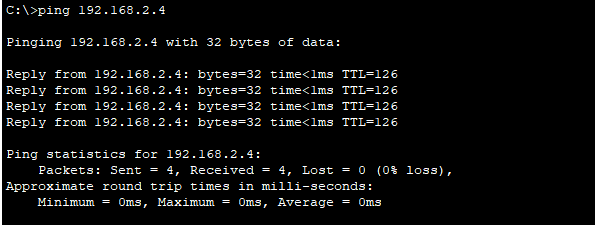 C:\>ping 192.168.2.4
Pinging 192.168.2.4 with 32 bytes of data:
Reply from 192.168.2.4: bytes=32 time<1ms TTL=126
Reply from 192.168.2.4: bytes=32 time<1ms TTL=126
Reply from 192.168.2.4: bytes=32 time<1ms TTL=126
Reply from 192.168.2.4: bytes=32 time<1ms TTL=126
Ping statistics for 192.168.2.4:
    Packets: Sent = 4, Received = 4, Lost = 0 (0% loss),
Approximate round trip times in milli-seconds:
    Minimum = 0ms, Maximum = 0ms, Average = 0ms